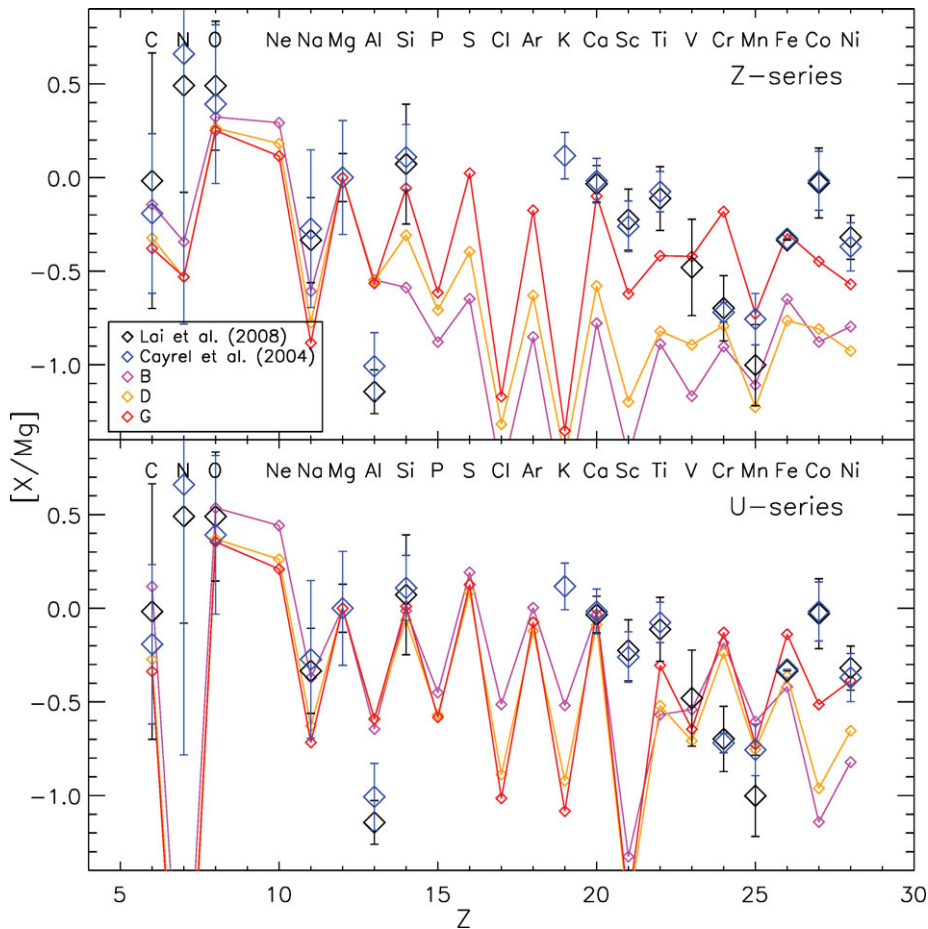 C N O Ne Na Mg Al Si P S Cl Ar K Ca Sc Ti V Cr Mn Fe Co Ni
Z-series
0.5
0.0
−0.5
−1.0
Lai et al. (2008)
Cayrel et al. (2004)
B
D
G
[X/Mg]
C N O Ne Na Mg Al Si P S Cl Ar K Ca Sc Ti V Cr Mn Fe Co Ni
U-series
0.5
0.0
−0.5
−1.0
5 10 15 20 25 30
Z